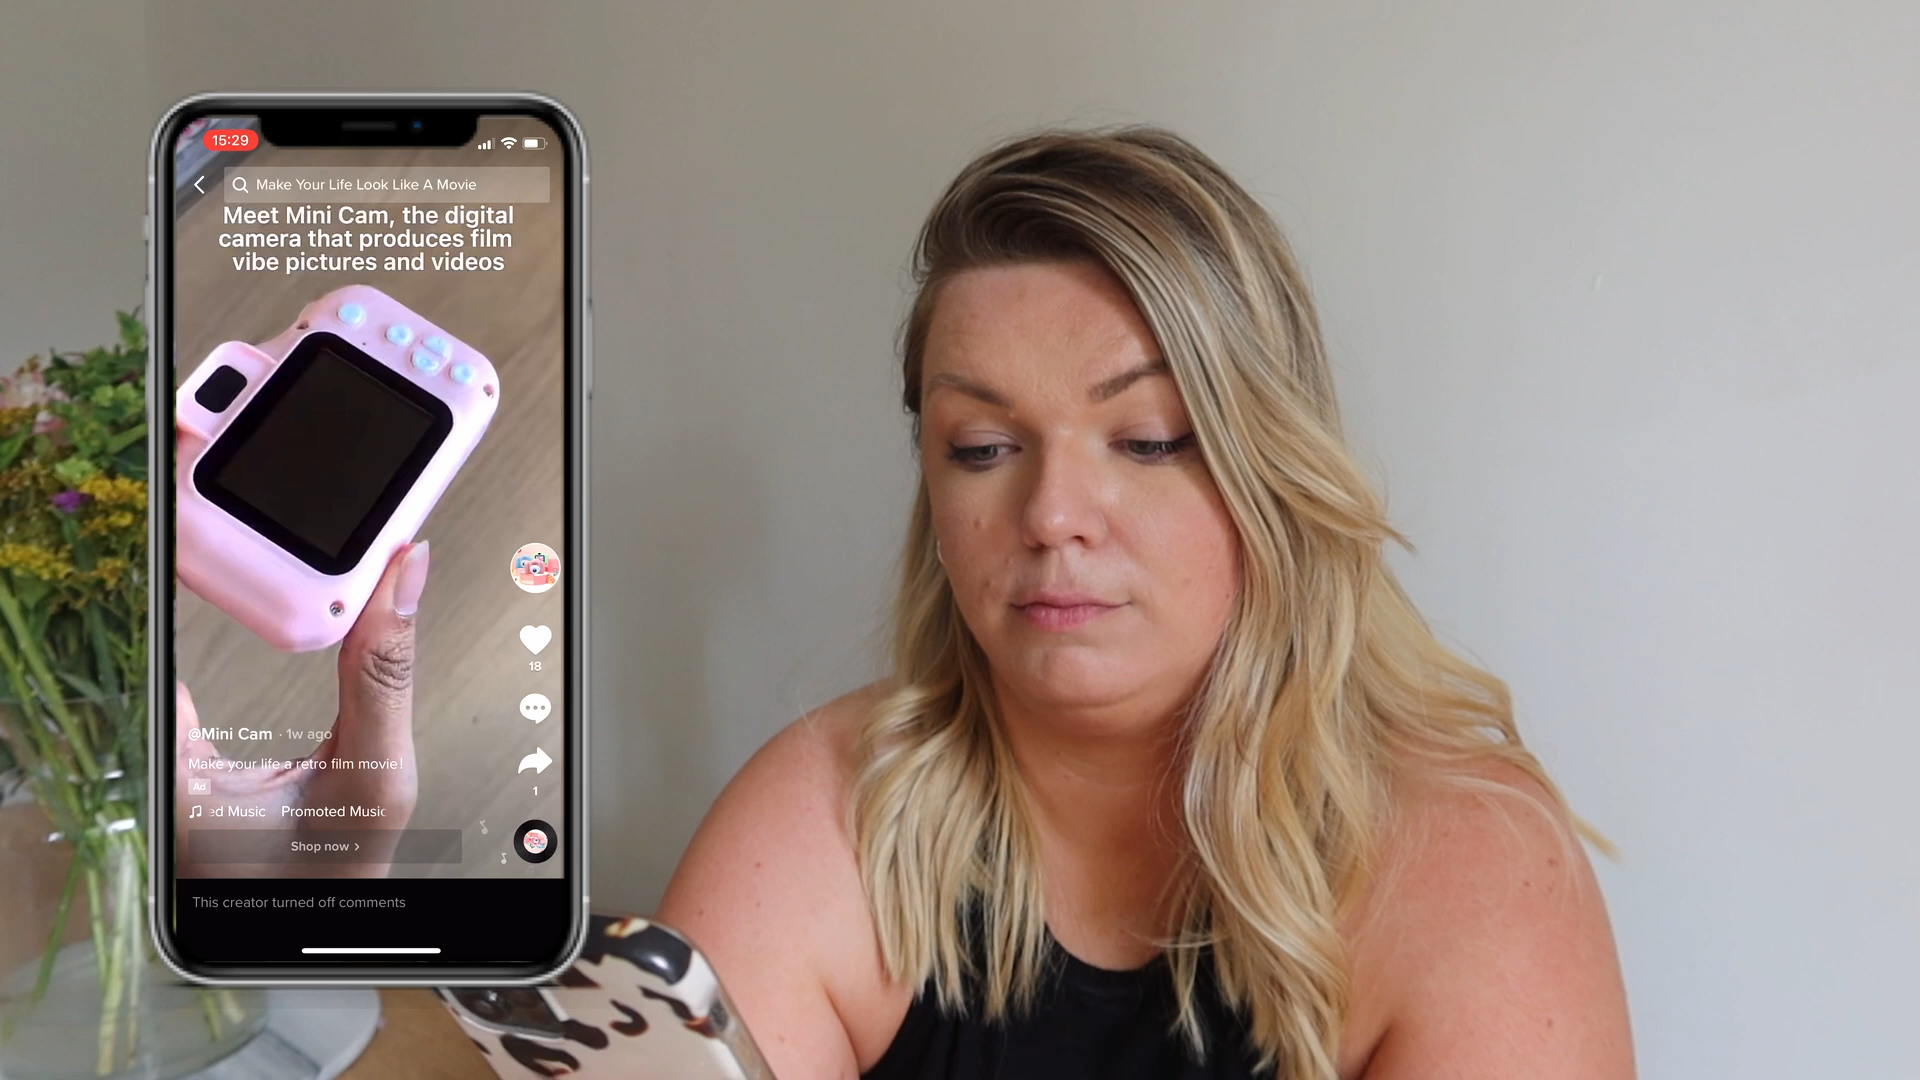 15:29
Make Your Life Look Like A Movie
Meet Mini Cam, the digital
camera that produces film
vibe pictures and videos
18
@Mini Cam · 1w ago
Make your life a retro film movie!
Ad
1
ed Music Promoted Music
Shop now >
This creator turned off comments